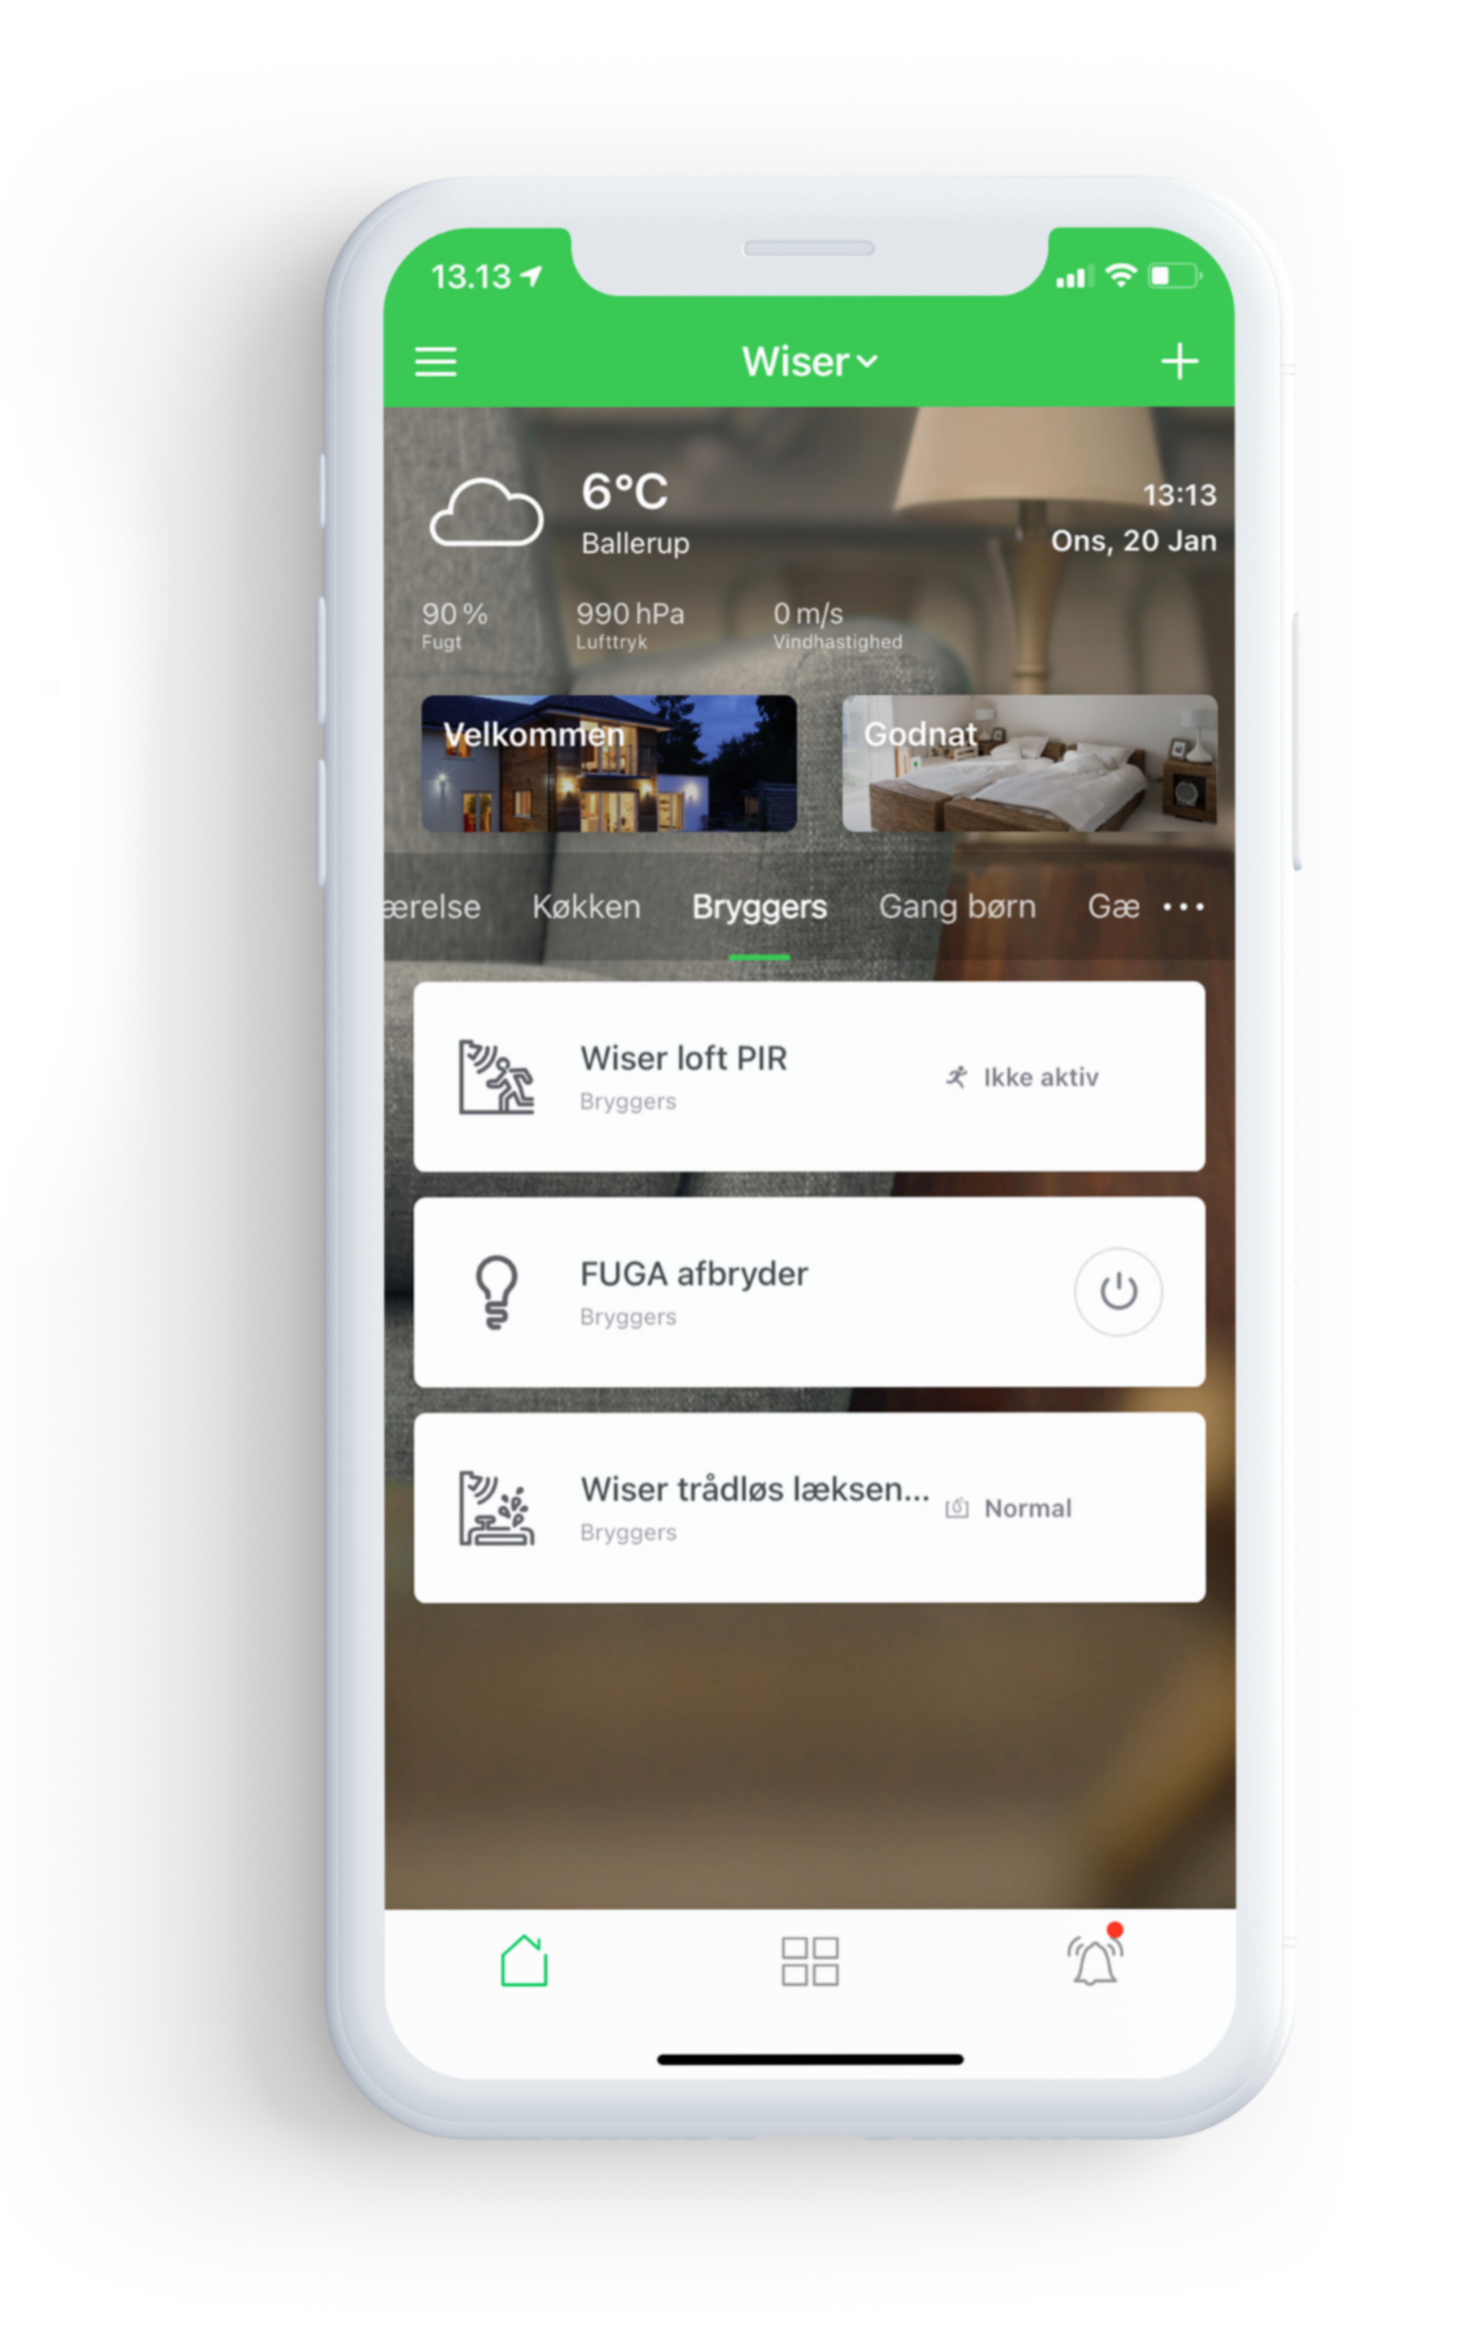 13.13
Wiser
6°C
Ballerup
13:13
Ons, 20 Jan
90 % 990 hPa 0 m/s
Fugt Lufttryk Vindhastighed
Velkommen Godnat
ærelse Køkken Bryggers Gang børn Gæ ...
Wiser loft PIR
Bryggers
Ikke aktiv
FUGA afbryder
Bryggers
Wiser trådløs læksen...
Bryggers
Normal